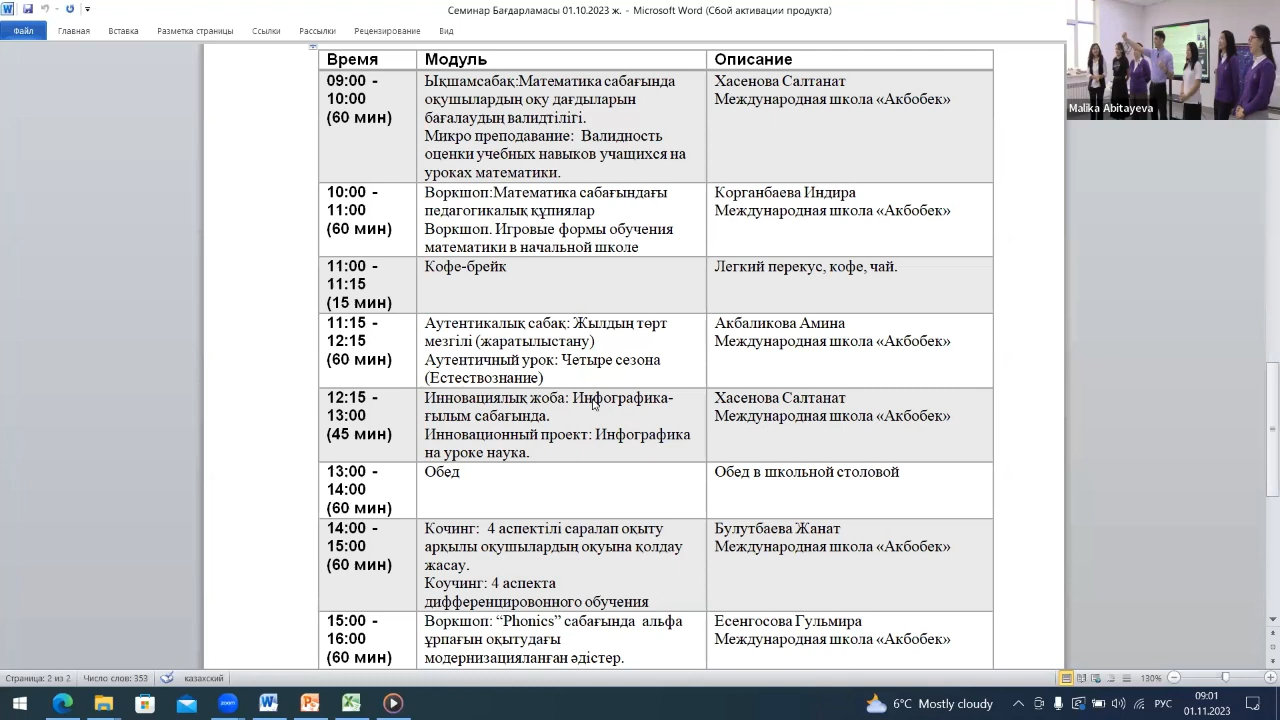 Семинар Бағдарламасы 01.10.2023 ж. - Microsoft Word (Сбой активации продукта)
Файл Главная Вставка Разметка страницы Ссылки Рассылки Рецензирование Вид
Malika Abitayeva
Время Модуль Описание
09:00 -
10:00
(60 мин)
Ықшамсабақ:Математика сабағында
оқушылардың оқу дағдыларын
бағалаудың валидтілігі.
Микро преподавание: Валидность
оценки учебных навыков учащихся на
уроках математики.
Хасенова Салтанат
Международная школа «Акбобек»
10:00 -
11:00
(60 мин)
Воркшоп:Математика сабағындағы
педагогикалық құпиялар
Воркшоп. Игровые формы обучения
математики в начальной школе
Корганбаева Индира
Международная школа «Акбобек»
11:00 -
11:15
(15 мин)
Кофе-брейк
Легкий перекус, кофе, чай.
11:15 -
12:15
(60 мин)
Аутентикалық сабақ: Жылдың төрт
мезгілі (жаратылыстану)
Аутентичный урок: Четыре сезона
(Естествознание)
Акбаликова Амина
Международная школа «Акбобек»
12:15 -
13:00
(45 мин)
Инновациялық жоба: Инфографика-
ғылым сабағында.
Инновационный проект: Инфографика
на уроке наука.
Хасенова Салтанат
Международная школа «Акбобек»
13:00 -
14:00
(60 мин)
Обед
Обед в школьной столовой
14:00 -
15:00
(60 мин)
Кочинг: 4 аспектілі саралап оқыту
арқылы оқушылардың оқуына қолдау
жасау.
Коучинг: 4 аспекта
дифференцировонного обучения
Булутбаева Жанат
Международная школа «Акбобек»
15:00 -
16:00
(60 мин)
Воркшоп: “Phonics” сабағында альфа
ұрпағын оқытудағы
модернизацияланған әдістер.
Есенгосова Гульмира
Международная школа «Акбобек»
Страница: 2 из 2 Число слов: 353 казахский 130%
zoom
6°C Mostly cloudy РУС
09:01
01.11.2023